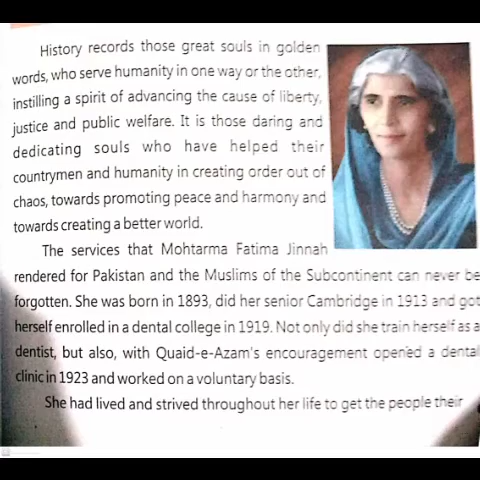 History records those great souls in golden
words, who serve humanity in one way or the other,
instilling a spirit of advancing the cause of liberty,
justice and public welfare. It is those daring and
dedicating souls who have helped their
countrymen and humanity in creating order out of
chaos, towards promoting peace and harmony and
towards creating a better world.
The services that Mohtarma Fatima Jinnah
rendered for Pakistan and the Muslims of the Subcontinent can never be
forgotten. She was born in 1893, did her senior Cambridge in 1913 and got
herself enrolled in a dental college in 1919. Not only did she train herself as a
dentist, but also, with Quaid-e-Azam's encouragement opened a dental
clinic in 1923 and worked on a voluntary basis.
She had lived and strived throughout her life to get the people their